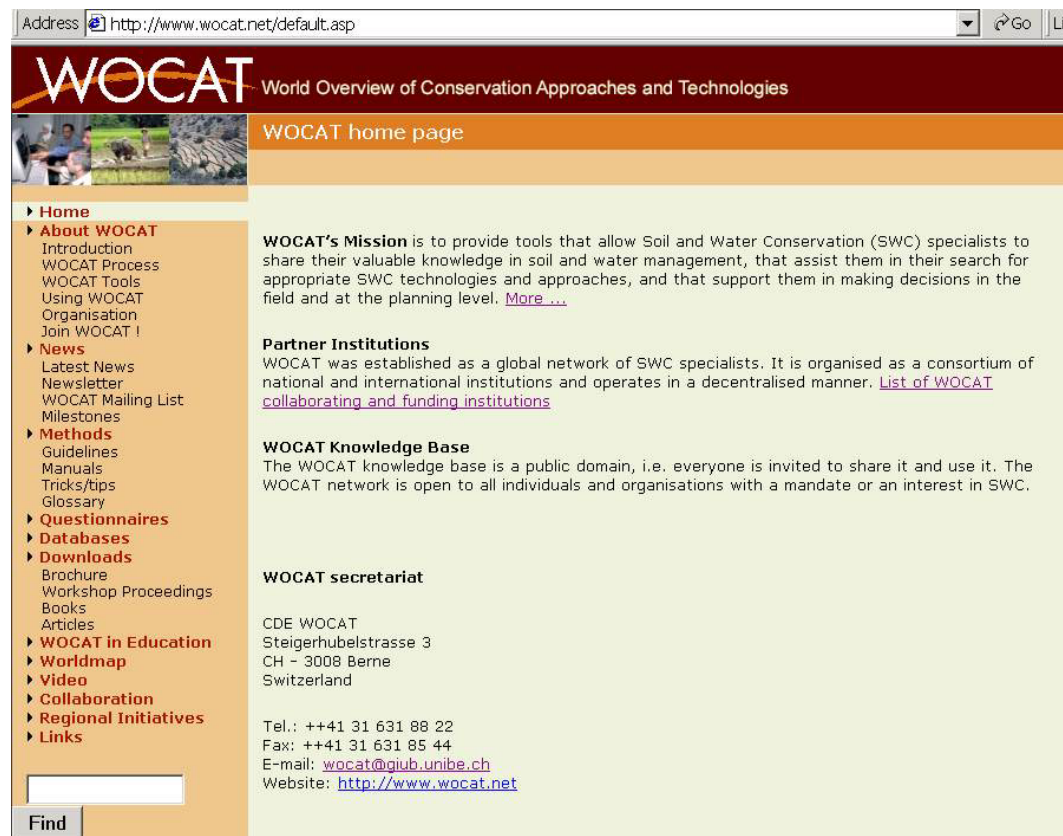 Address http://www.wocat.net/default.asp Go Li
WOCAT World Overview of Conservation Approaches and Technologies
WOCAT home page
Home
About WOCAT
Introduction
WOCAT Process
WOCAT Tools
Using WOCAT
Organisation
Join WOCAT !
News
Latest News
Newsletter
WOCAT Mailing List
Milestones
Methods
Guidelines
Manuals
Tricks/tips
Glossary
Questionnaires
Databases
Downloads
Brochure
Workshop Proceedings
Books
Articles
WOCAT in Education
Worldmap
Video
Collaboration
Regional Initiatives
Links
Find
WOCAT's Mission is to provide tools that allow Soil and Water Conservation (SWC) specialists to
share their valuable knowledge in soil and water management, that assist them in their search for
appropriate SWC technologies and approaches, and that support them in making decisions in the
field and at the planning level. More ...
Partner Institutions
WOCAT was established as a global network of SWC specialists. It is organised as a consortium of
national and international institutions and operates in a decentralised manner. List of WOCAT
collaborating and funding institutions
WOCAT Knowledge Base
The WOCAT knowledge base is a public domain, i.e. everyone is invited to share it and use it. The
WOCAT network is open to all individuals and organisations with a mandate or an interest in SWC.
WOCAT secretariat
CDE WOCAT
Steigerhubelstrasse 3
CH - 3008 Berne
Switzerland
Tel.: ++41 31 631 88 22
Fax: ++41 31 631 85 44
E-mail: wocat@giub.unibe.ch
Website: http://www.wocat.net